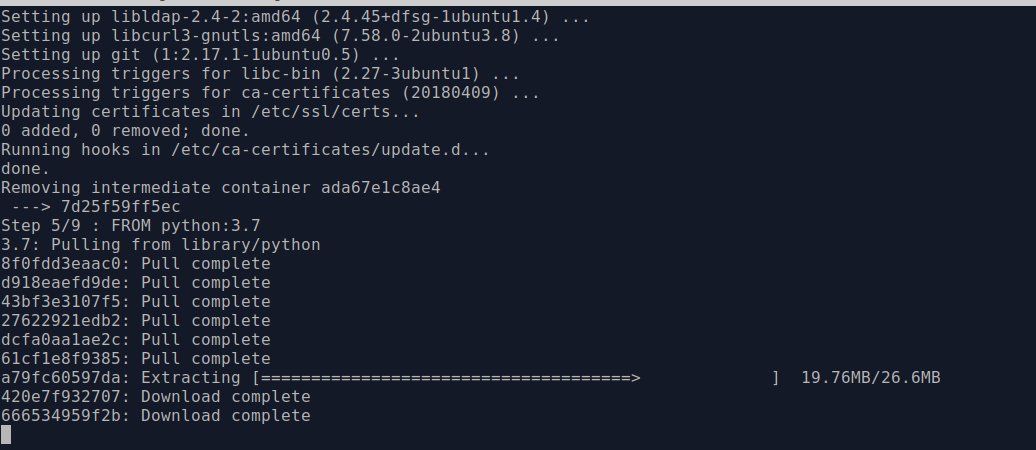 Setting up libldap-2.4-2:amd64 (2.4.45+dfsg-1ubuntu1.4) ...
Setting up libcurl3-gnutls:amd64 (7.58.0-2ubuntu3.8) ...
Setting up git (1:2.17.1-1ubuntu0.5) ...
Processing triggers for libc-bin (2.27-3ubuntu1) ...
Processing triggers for ca-certificates (20180409) ...
Updating certificates in /etc/ssl/certs...
0 added, 0 removed; done.
Running hooks in /etc/ca-certificates/update.d...
done.
Removing intermediate container ada67e1c8ae4
 ---> 7d25f59ff5ec
Step 5/9 : FROM python:3.7
3.7: Pulling from library/python
8f0fdd3eaac0: Pull complete
d918eaefd9de: Pull complete
43bf3e3107f5: Pull complete
27622921edb2: Pull complete
dcfa0aa1ae2c: Pull complete
61cf1e8f9385: Pull complete
a79fc60597da: Extracting [=====================================>             ]  19.76MB/26.6MB
420e7f932707: Download complete
666534959f2b: Download complete